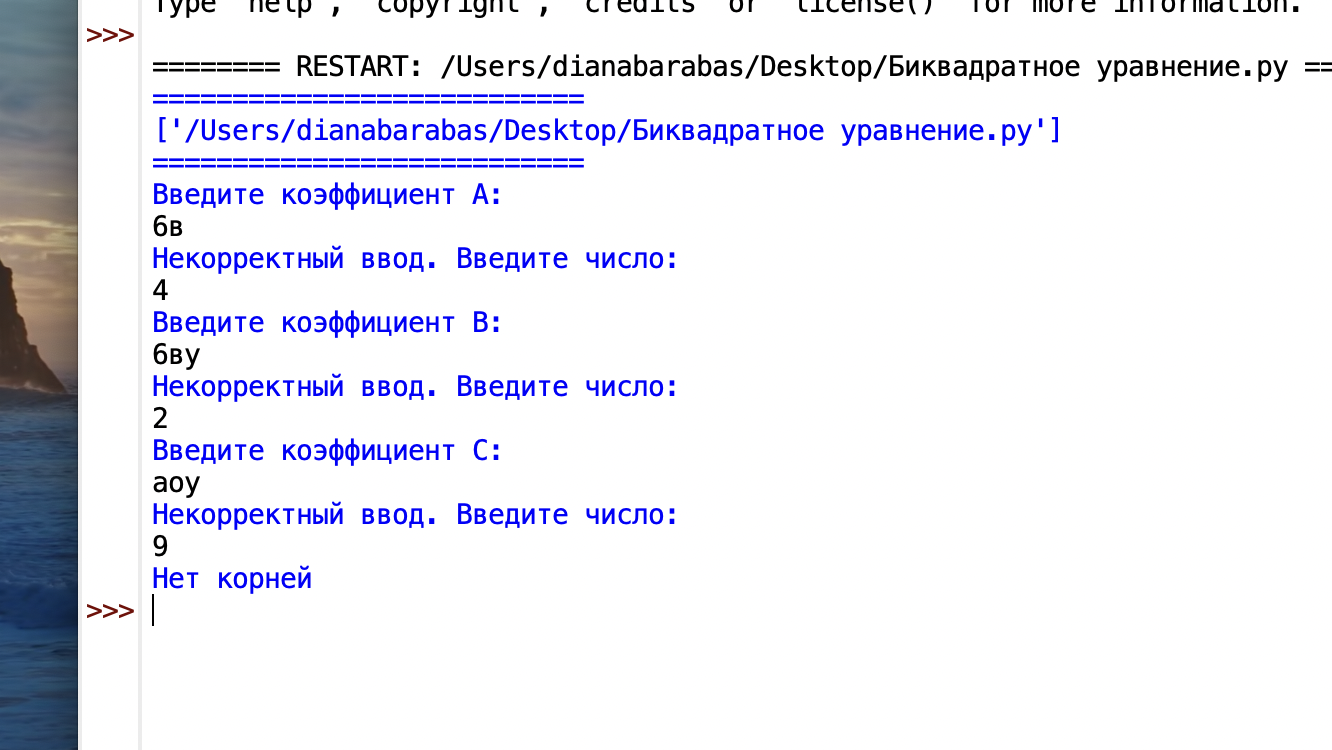 Type "help", "copyright", "credits" or "license()" for more information.
>>>
======== RESTART: /Users/dianabarabas/Desktop/Биквадратное уравнение.py ==
===========================
['/Users/dianabarabas/Desktop/Биквадратное уравнение.py']
===========================
Введите коэффициент А:
6в
Некорректный ввод. Введите число:
4
Введите коэффициент В:
6ву
Некорректный ввод. Введите число:
2
Введите коэффициент С:
аоу
Некорректный ввод. Введите число:
9
Нет корней
>>>